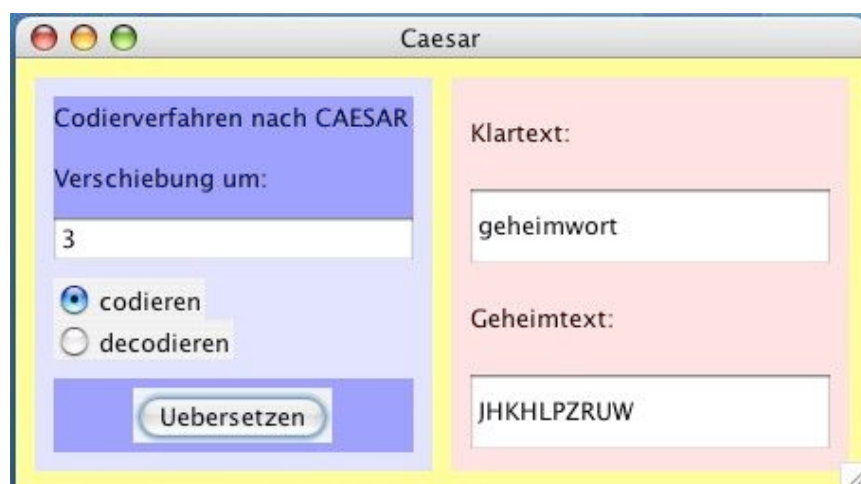 Caesar
Codierverfahren nach CAESAR
Verschiebung um:
3
codieren
decodieren
Uebersetzen
Klartext:
geheimwort
Geheimtext:
JHKHLPZRUW